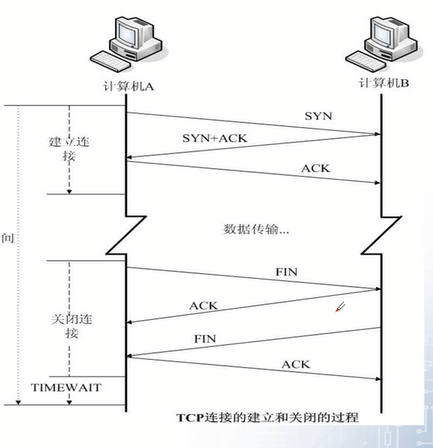 计算机A
计算机B
SYN
建立连
接
SYN+ACK
ACK
间
数据传输...
FIN
ACK
关闭连
接
FIN
ACK
TIMEWAIT
TCP连接的建立和关闭的过程